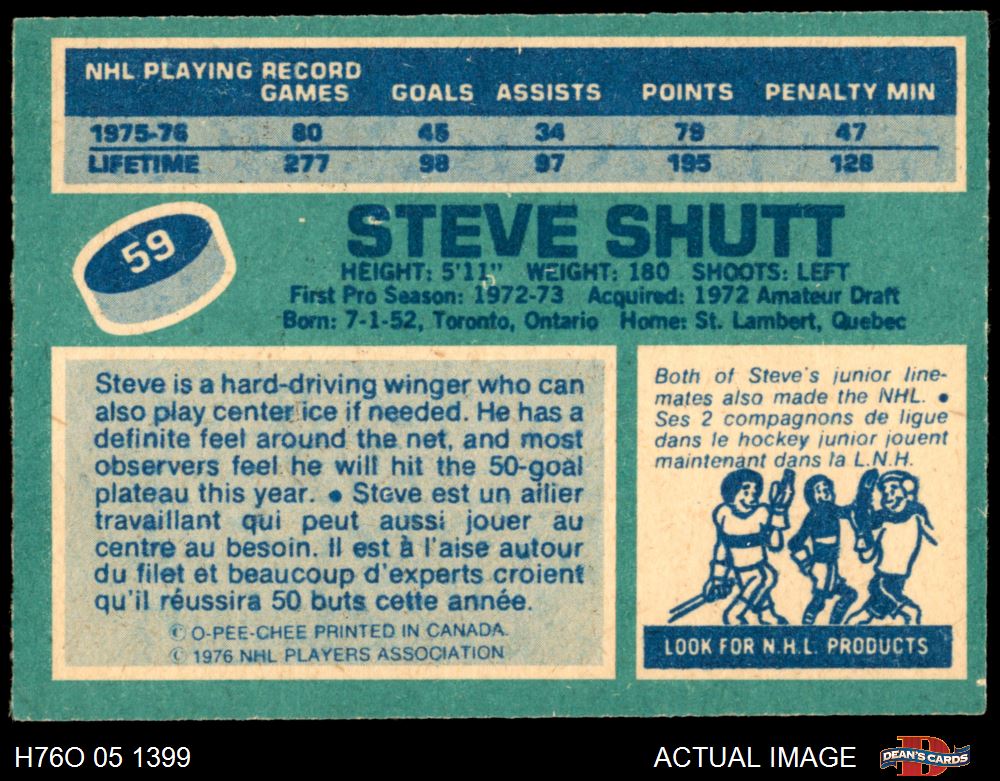 NHL PLAYING RECORD
GAMES GOALS ASSISTS POINTS PENALTY MIN
1975-76 80 45 34 79 47
LIFETIME 277 98 97 195 128
59
STEVE SHUTT
HEIGHT: 5'11" WEIGHT: 180 SHOOTS: LEFT
First Pro Season: 1972-73 Acquired: 1972 Amateur Draft
Born: 7-1-52, Toronto, Ontario Home: St. Lambert, Quebec
Steve is a hard-driving winger who can
also play center ice if needed. He has a
definite feel around the net, and most
observers feel he will hit the 50-goal
plateau this year. • Steve est un ailier
travaillant qui peut aussi jouer au
centre au besoin. Il est à l'aise autour
du filet et beaucoup d'experts croient
qu'il réussira 50 buts cette année.
© O-PEE-CHEE PRINTED IN CANADA.
© 1976 NHL PLAYERS ASSOCIATION
Both of Steve's junior line-
mates also made the NHL. •
Ses 2 compagnons de ligue
dans le hockey junior jouent
maintenant dans la L.N.H.
LOOK FOR N.H.L. PRODUCTS
H76O 05 1399
ACTUAL IMAGE
DEAN'S CARDS